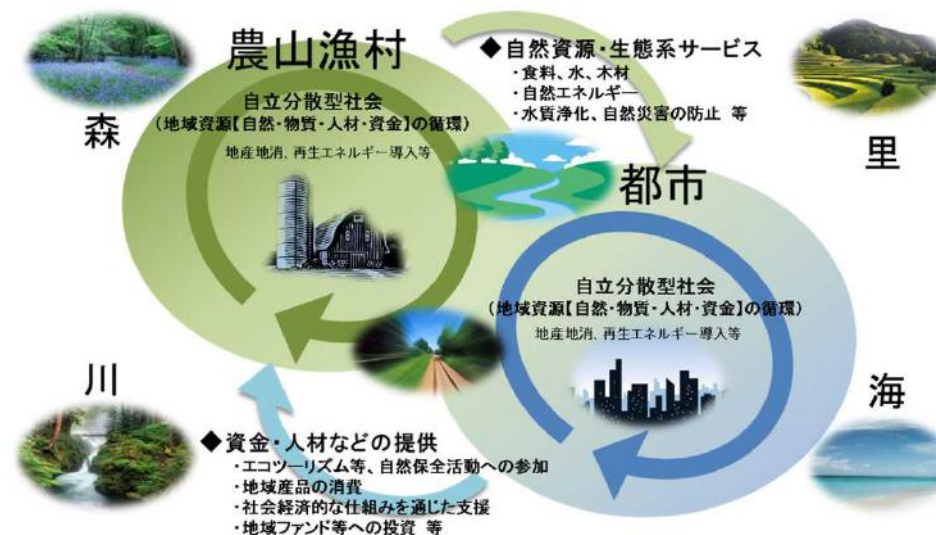 農山漁村
◆自然資源・生態系サービス
・食料、水、木材
・自然エネルギー
・水質浄化、自然災害の防止 等
森
里
自立分散型社会
(地域資源【自然・物質・人材・資金】の循環)
地産地消、再生エネルギー導入等
都市
自立分散型社会
(地域資源【自然・物質・人材・資金】の循環)
地産地消、再生エネルギー導入等
川
海
◆資金・人材などの提供
・エコツーリズム等、自然保全活動への参加
・地域産品の消費
・社会経済的な仕組みを通じた支援
・地域ファンド等への投資 等